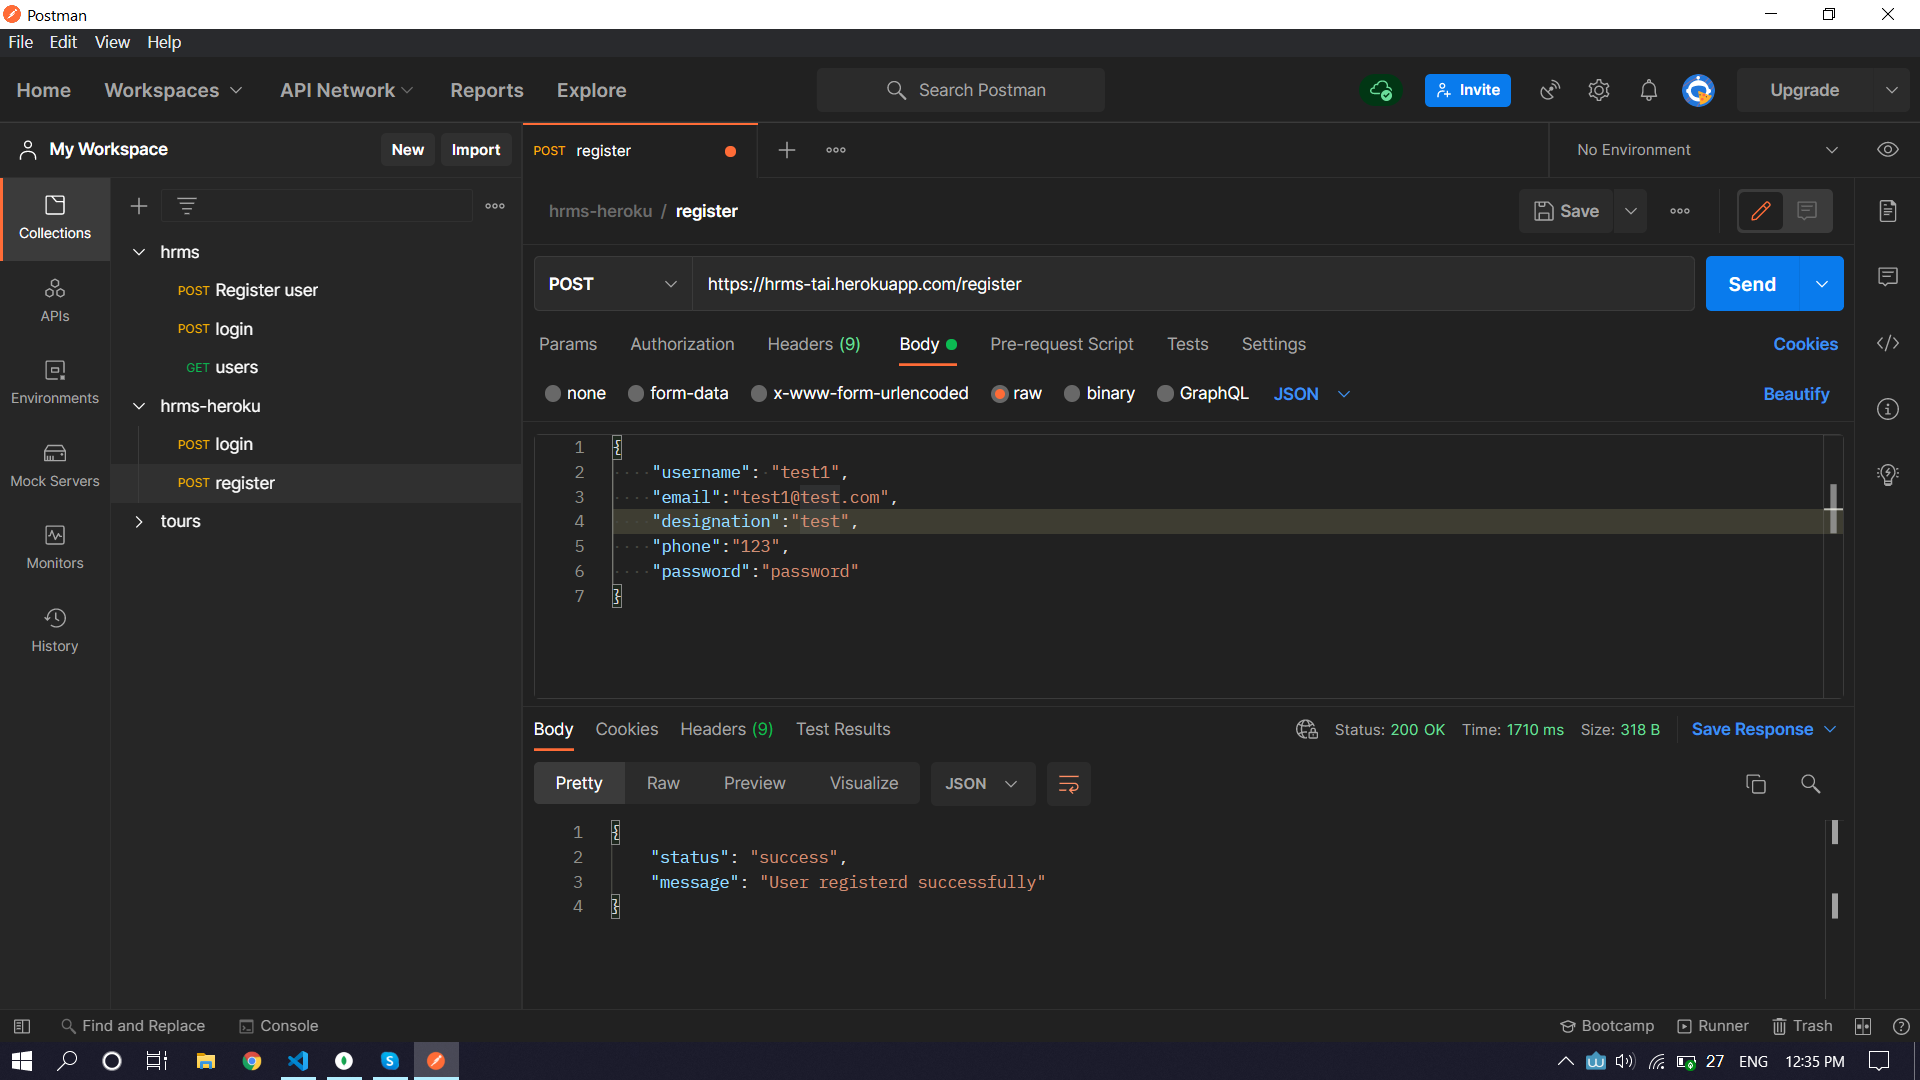 Postman
File Edit View Help
Home Workspaces API Network Reports Explore Search Postman Invite Upgrade
My Workspace New Import
POST register
No Environment
Collections
APIs
Environments
Mock Servers
Monitors
History
hrms
POST Register user
POST login
GET users
hrms-heroku
POST login
POST register
tours
hrms-heroku / register Save
POST https://hrms-tai.herokuapp.com/register Send
Params Authorization Headers (9) Body Pre-request Script Tests Settings Cookies
none form-data x-www-form-urlencoded raw binary GraphQL JSON Beautify
1 {
2 "username": "test1",
3 "email":"test1@test.com",
4 "designation":"test",
5 "phone":"123",
6 "password":"password"
7 }
Body Cookies Headers (9) Test Results Status: 200 OK Time: 1710 ms Size: 318 B Save Response
Pretty Raw Preview Visualize JSON
1 {
2 "status": "success",
3 "message": "User registerd successfully"
4 }
Find and Replace Console Bootcamp Runner Trash
27 ENG 12:35 PM